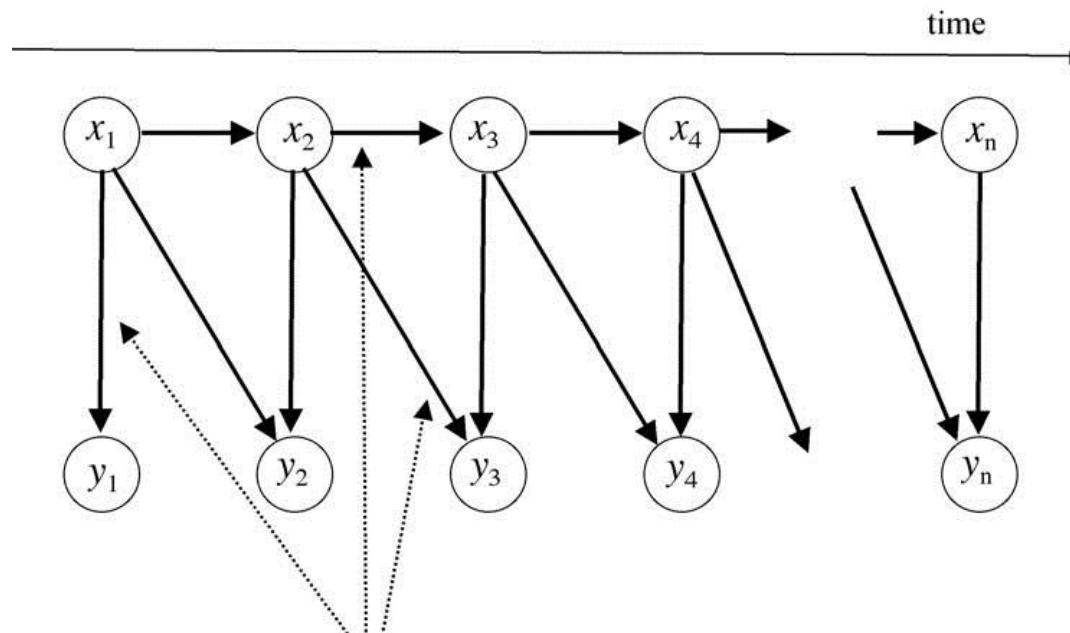 time
x₁ x₂ x₃ x₄ xₙ
y₁ y₂ y₃ y₄ yₙ